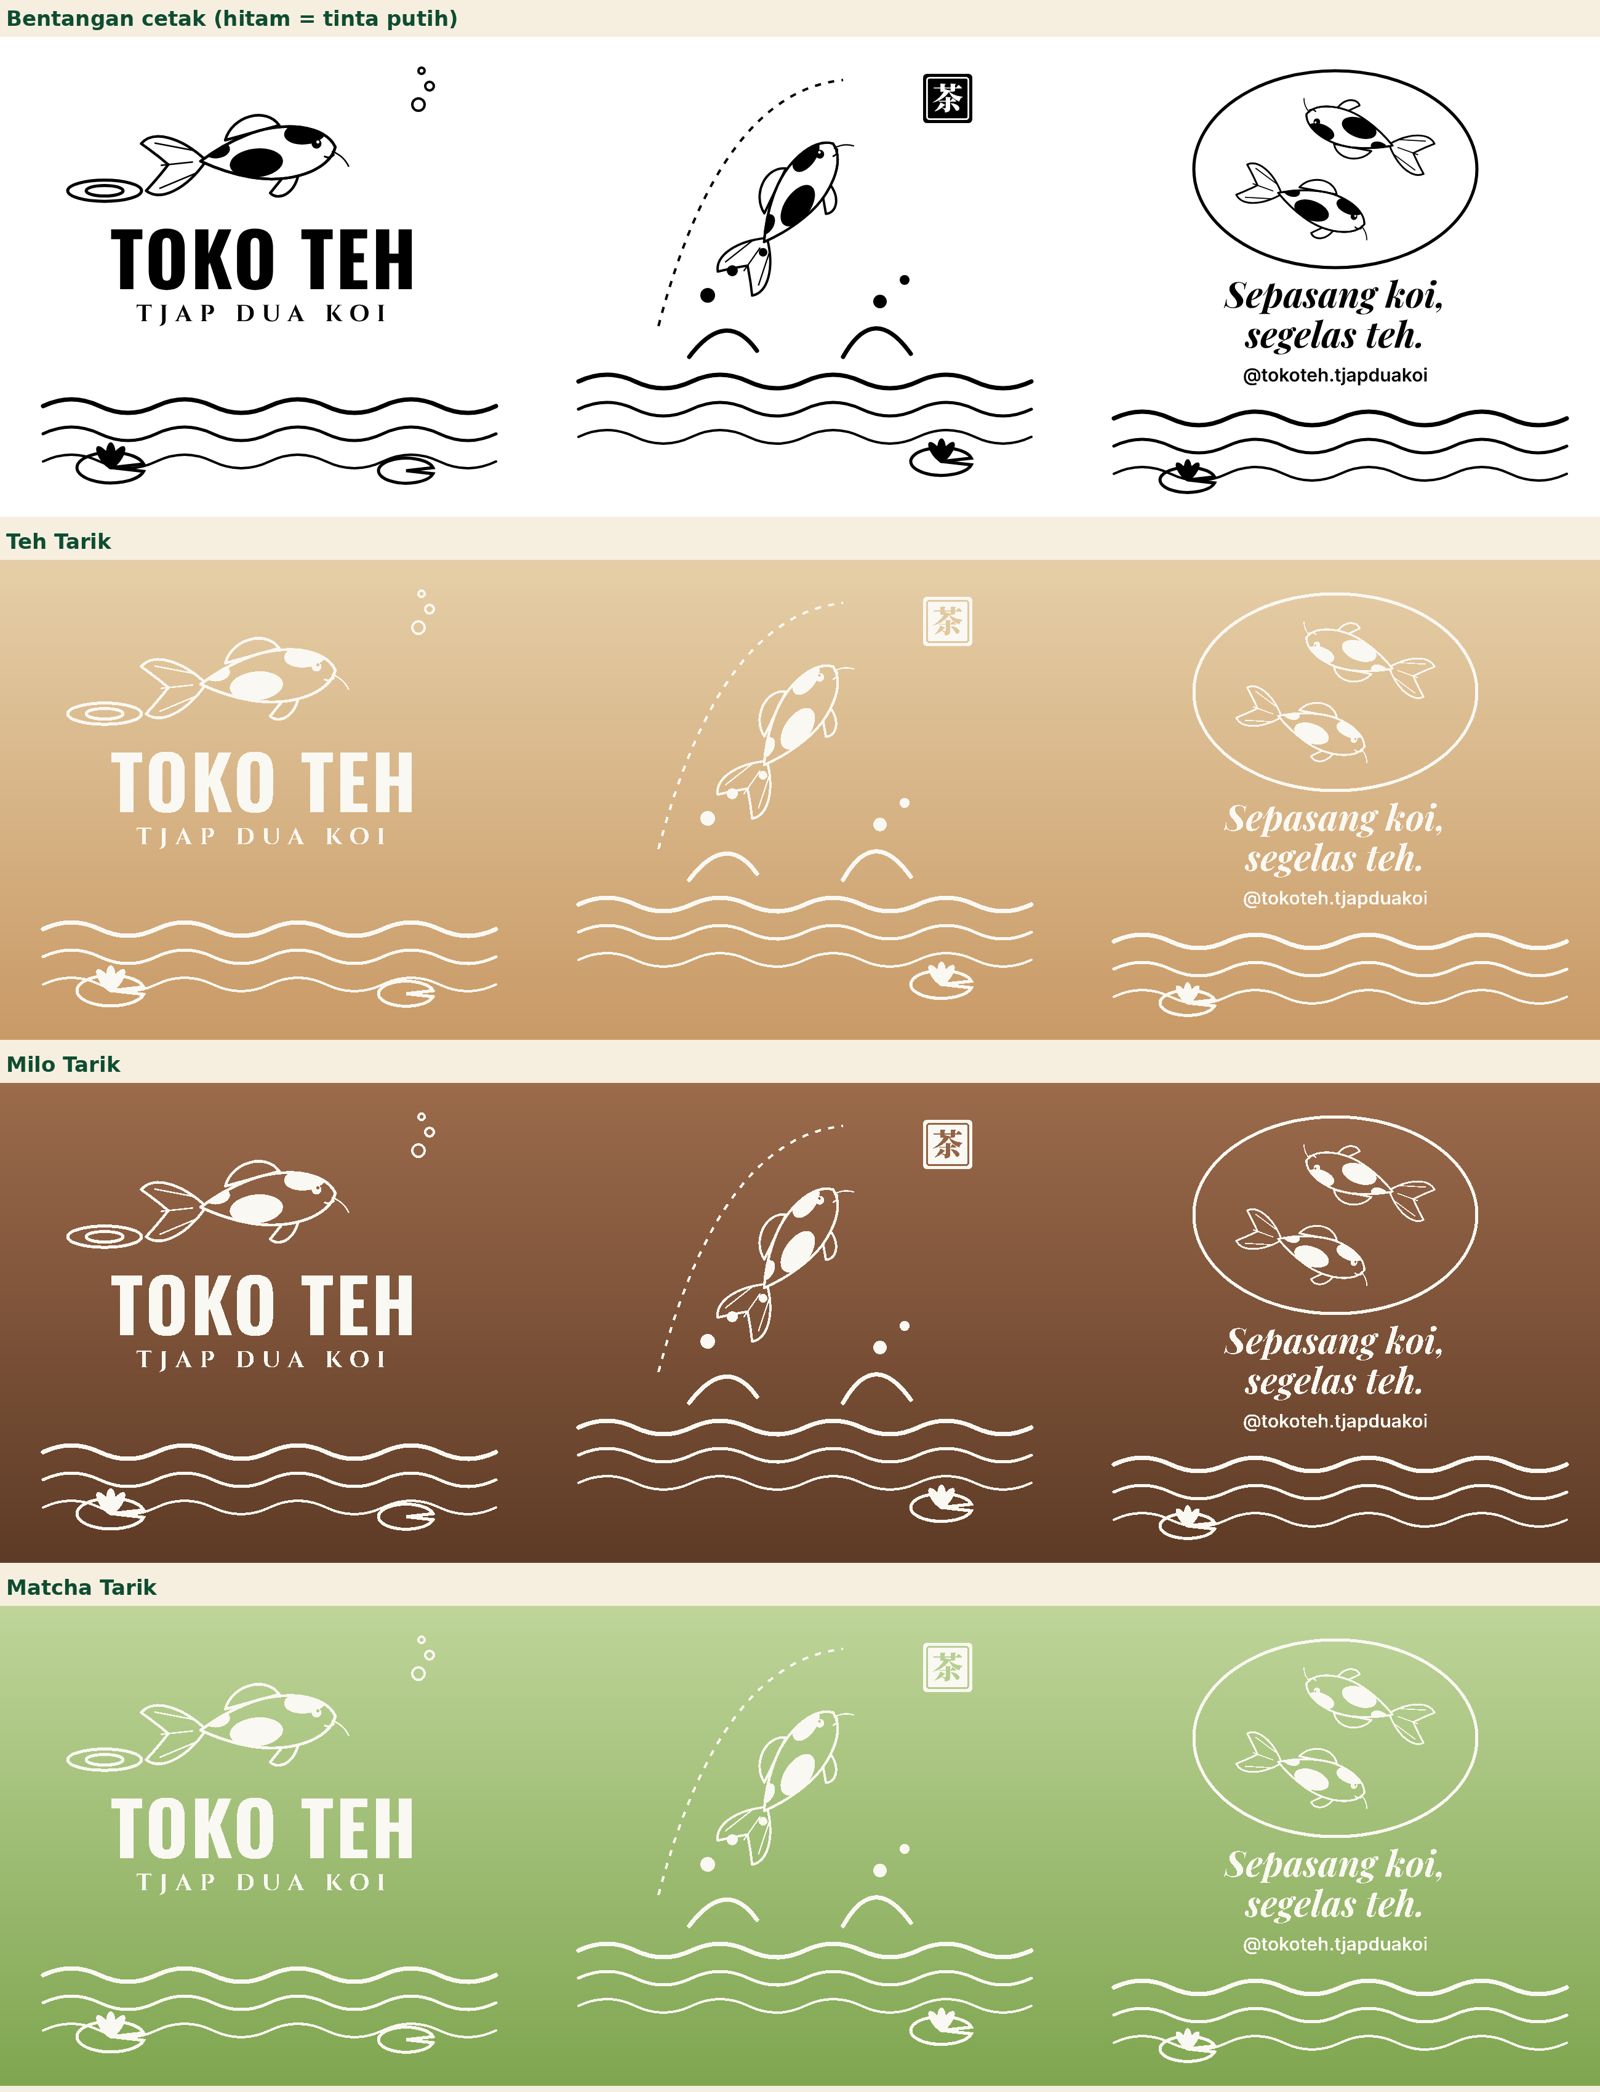 Bentangan cetak (hitam = tinta putih)
茶
TOKO TEH
TJAP DUA KOI
Sepasang koi,
segelas teh.
@tokoteh.tjapduakoi
Teh Tarik
茶
TOKO TEH
TJAP DUA KOI
Sepasang koi,
segelas teh.
@tokoteh.tjapduakoi
Milo Tarik
茶
TOKO TEH
TJAP DUA KOI
Sepasang koi,
segelas teh.
@tokoteh.tjapduakoi
Matcha Tarik
茶
TOKO TEH
TJAP DUA KOI
Sepasang koi,
segelas teh.
@tokoteh.tjapduakoi